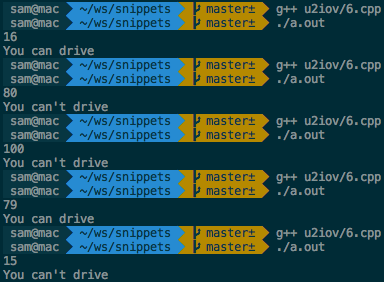 sam@mac ~/ws/snippets master± g++ u2iov/6.cpp
sam@mac ~/ws/snippets master± ./a.out
16
You can drive
sam@mac ~/ws/snippets master± g++ u2iov/6.cpp
sam@mac ~/ws/snippets master± ./a.out
80
You can't drive
sam@mac ~/ws/snippets master± g++ u2iov/6.cpp
sam@mac ~/ws/snippets master± ./a.out
100
You can't drive
sam@mac ~/ws/snippets master± g++ u2iov/6.cpp
sam@mac ~/ws/snippets master± ./a.out
79
You can drive
sam@mac ~/ws/snippets master± g++ u2iov/6.cpp
sam@mac ~/ws/snippets master± ./a.out
15
You can't drive